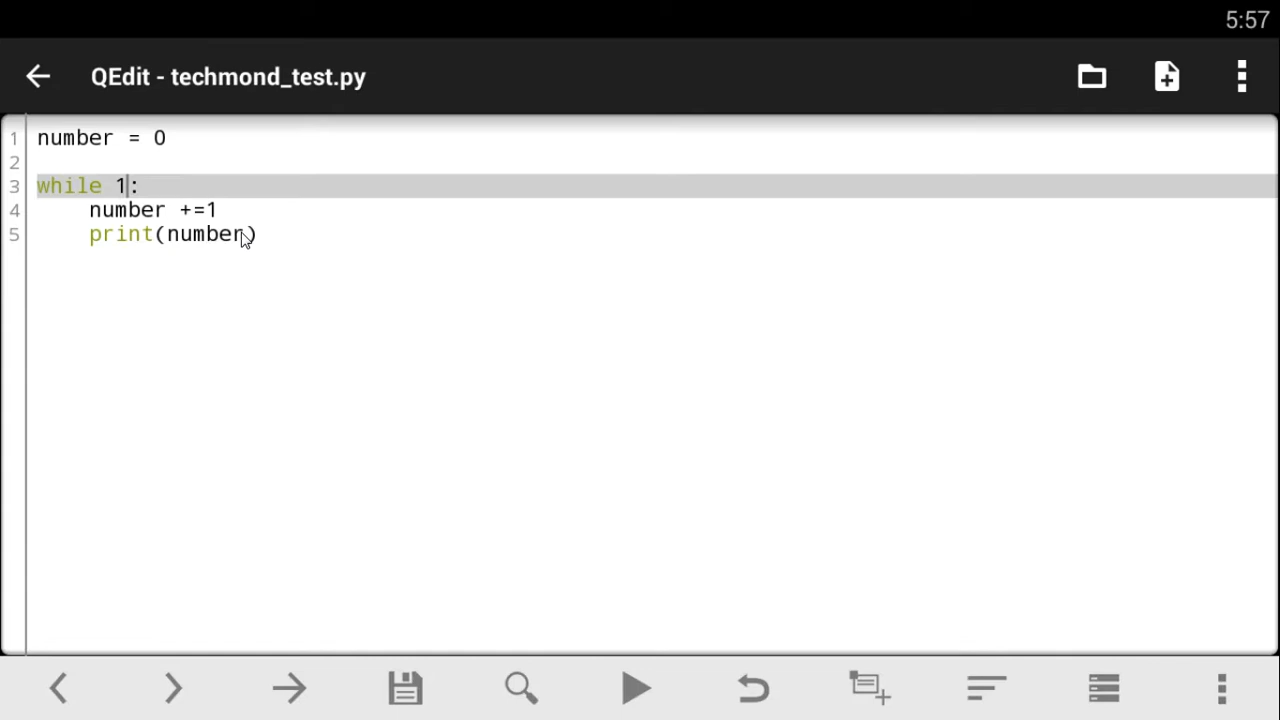 5:57
QEdit - techmond_test.py
1 number = 0
2
3 while 1:
4     number +=1
5     print(number)